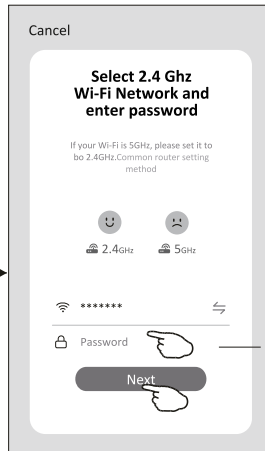 Cancel
Select 2.4 Ghz
Wi-Fi Network and
enter password
If your Wi-Fi is 5GHz, please set it to
bo 2.4GHz.Common router setting
method
2.4GHz 5GHz
*******
Password
Next